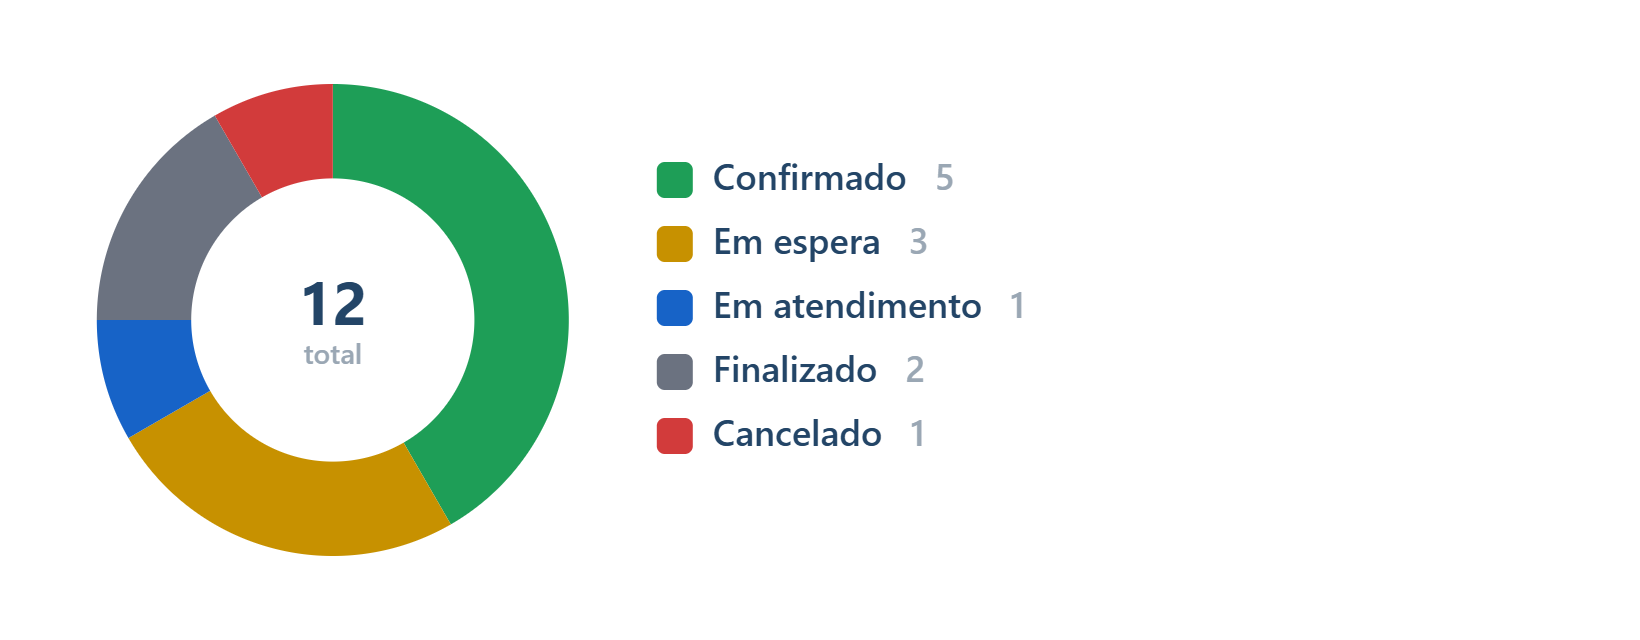 12
total
Confirmado 5
Em espera 3
Em atendimento 1
Finalizado 2
Cancelado 1